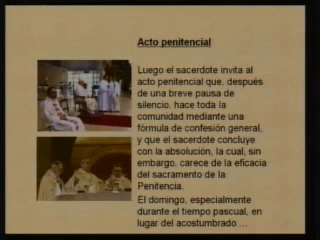 Acto penitencial
Luego el sacerdote invita al
acto penitencial que, después
de una breve pausa de
silencio, hace toda la
comunidad mediante una
fórmula de confesión general,
y que el sacerdote concluye
con la absolución, la cual, sin
embargo, carece de la eficacia
del sacramento de la
Penitencia.
El domingo, especialmente
durante el tiempo pascual, en
lugar del acostumbrado ...